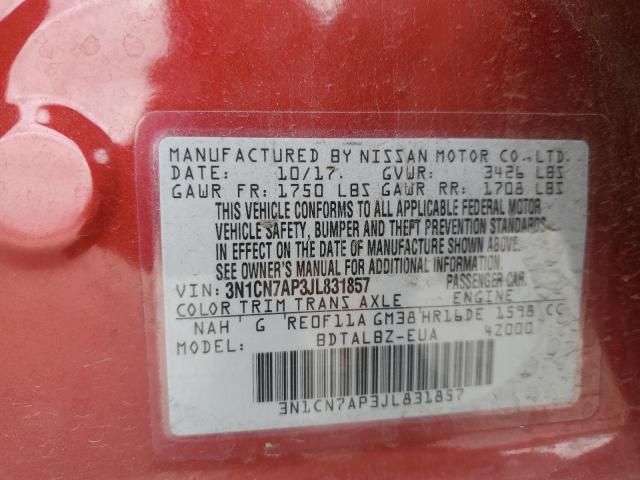 MANUFACTURED BY NISSAN MOTOR CO., LTD.
DATE: 10/17 GVWR: 3426 LBS
GAWR FR: 1750 LBS GAWR RR: 1708 LBS
THIS VEHICLE CONFORMS TO ALL APPLICABLE FEDERAL MOTOR
VEHICLE SAFETY, BUMPER AND THEFT PREVENTION STANDARDS
IN EFFECT ON THE DATE OF MANUFACTURE SHOWN ABOVE.
SEE OWNER'S MANUAL FOR ADDITIONAL INFORMATION.
VIN: 3N1CN7AP3JL831857 PASSENGER CAR
COLOR TRIM TRANS AXLE ENGINE
NAH G RE0F11A GM38 HR16DE 1598 CC
MODEL: BDTALBZ-EUA 42000
3N1CN7AP3JL831857